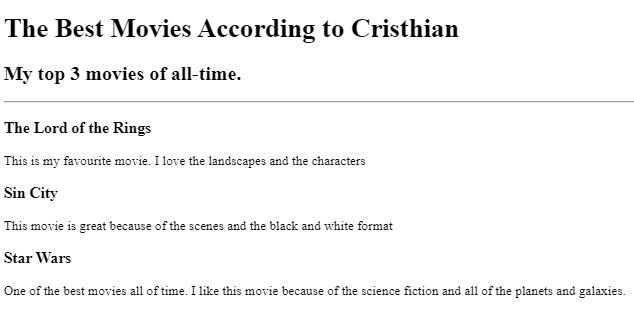 The Best Movies According to Cristhian
My top 3 movies of all-time.
The Lord of the Rings
This is my favourite movie. I love the landscapes and the characters
Sin City
This movie is great because of the scenes and the black and white format
Star Wars
One of the best movies all of time. I like this movie because of the science fiction and all of the planets and galaxies.